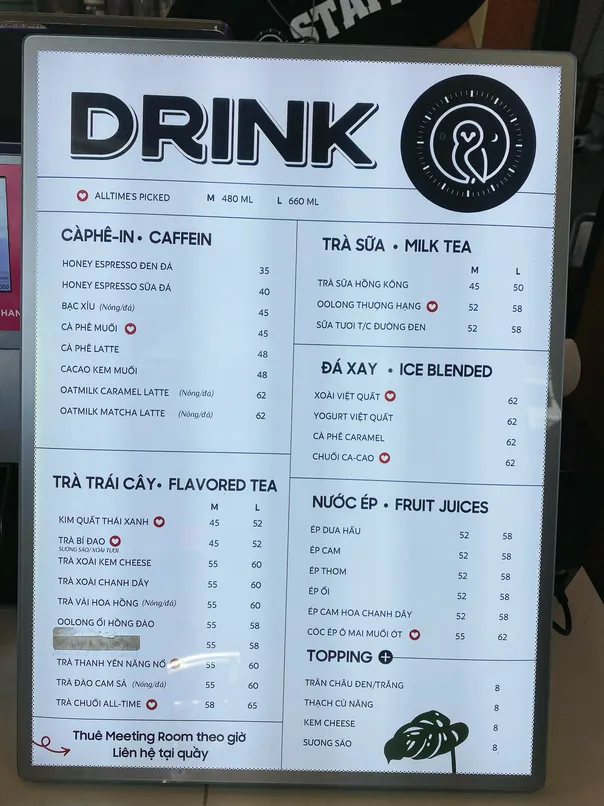 STAFF
DRINK
ALLTIME'S PICKED M 480 ML L 660 ML
CÀPHÊ-IN • CAFFEIN
HONEY ESPRESSO ĐEN ĐÁ 35
HONEY ESPRESSO SỮA ĐÁ 40
BẠC XỈU (Nóng/đá) 45
CÀ PHÊ MUỐI 45
CÀ PHÊ LATTE 48
CACAO KEM MUỐI 48
OATMILK CARAMEL LATTE (Nóng/đá) 62
OATMILK MATCHA LATTE (Nóng/đá) 62
TRÀ TRÁI CÂY • FLAVORED TEA
M L
KIM QUẤT THÁI XANH 45 52
TRÀ BÍ ĐAO 45 52
SƯƠNG SÁO/ XOÀI TƯƠI
TRÀ XOÀI KEM CHEESE 55 60
TRÀ XOÀI CHANH DÂY 55 60
TRÀ VẢI HOA HỒNG (Nóng/đá) 55 60
OOLONG ỔI HỒNG ĐÀO 55 58
55 58
TRÀ THANH YÊN NĂNG NỔ 55 60
TRÀ ĐÀO CAM SẢ (Nóng/đá) 55 60
TRÀ CHUỐI ALL-TIME 58 65
Thuê Meeting Room theo giờ
Liên hệ tại quầy
TRÀ SỮA • MILK TEA
M L
TRÀ SỮA HỒNG KÔNG 45 50
OOLONG THƯỢNG HẠNG 52 58
SỮA TƯƠI T/C ĐƯỜNG ĐEN 52 58
ĐÁ XAY • ICE BLENDED
XOÀI VIỆT QUẤT 62
YOGURT VIỆT QUẤT 62
CÀ PHÊ CARAMEL 62
CHUỐI CA-CAO 62
NƯỚC ÉP • FRUIT JUICES
ÉP DƯA HẤU 52 58
ÉP CAM 52 58
ÉP THƠM 52 58
ÉP ỔI 52 58
ÉP CAM HOA CHANH DÂY 52 58
CÓC ÉP Ô MAI MUỐI ỚT 55 62
TOPPING +
TRÂN CHÂU ĐEN/TRẮNG 8
THẠCH CỦ NĂNG 8
KEM CHEESE 8
SƯƠNG SÁO 8